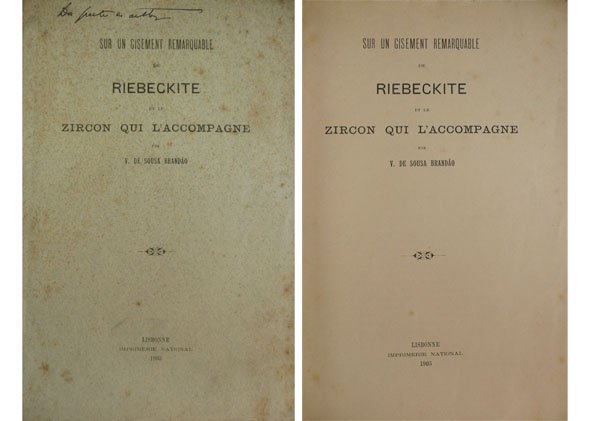 SUR UN GISEMENT REMARQUABLE
DE
RIEBECKITE
ET LE
ZIRCON QUI L'ACCOMPAGNE
PAR
V. DE SOUSA BRANDÃO
LISBONNE
IMPRIMERIE NATIONAL
1903
SUR UN GISEMENT REMARQUABLE
DE
RIEBECKITE
ET LE
ZIRCON QUI L'ACCOMPAGNE
PAR
V. DE SOUSA BRANDÃO
LISBONNE
IMPRIMERIE NATIONAL
1903